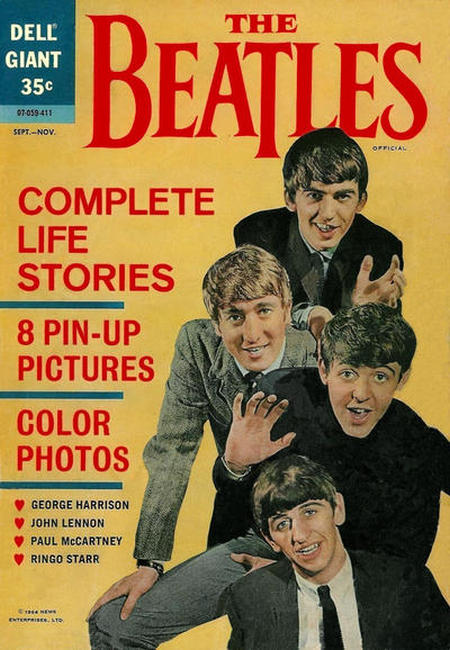 DELL®
GIANT
35¢
07-059-411
SEPT.–NOV.
THE
BEATLES
OFFICIAL
COMPLETE
LIFE
STORIES
8 PIN-UP
PICTURES
COLOR
PHOTOS
♥ GEORGE HARRISON
♥ JOHN LENNON
♥ PAUL McCARTNEY
♥ RINGO STARR
© 1964 NEWS
ENTERPRISES, LTD.